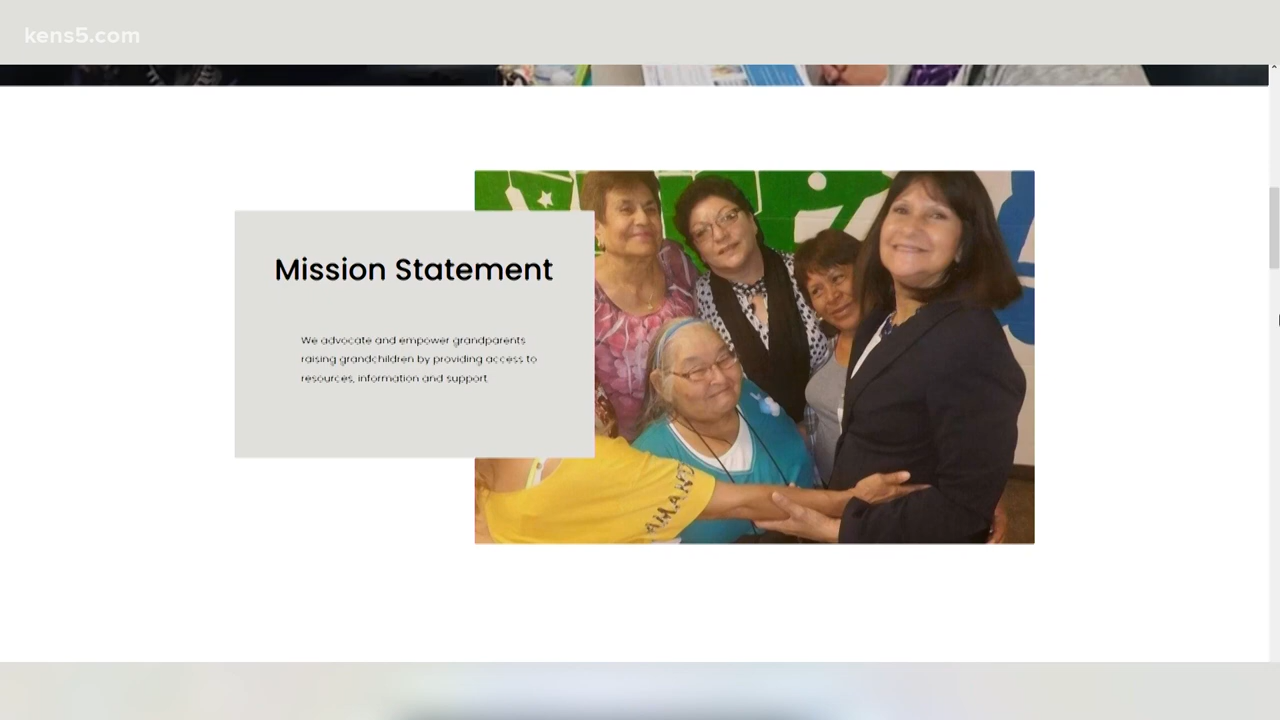 kens5.com
Mission Statement
We advocate and empower grandparents
raising grandchildren by providing access to
resources, information and support.